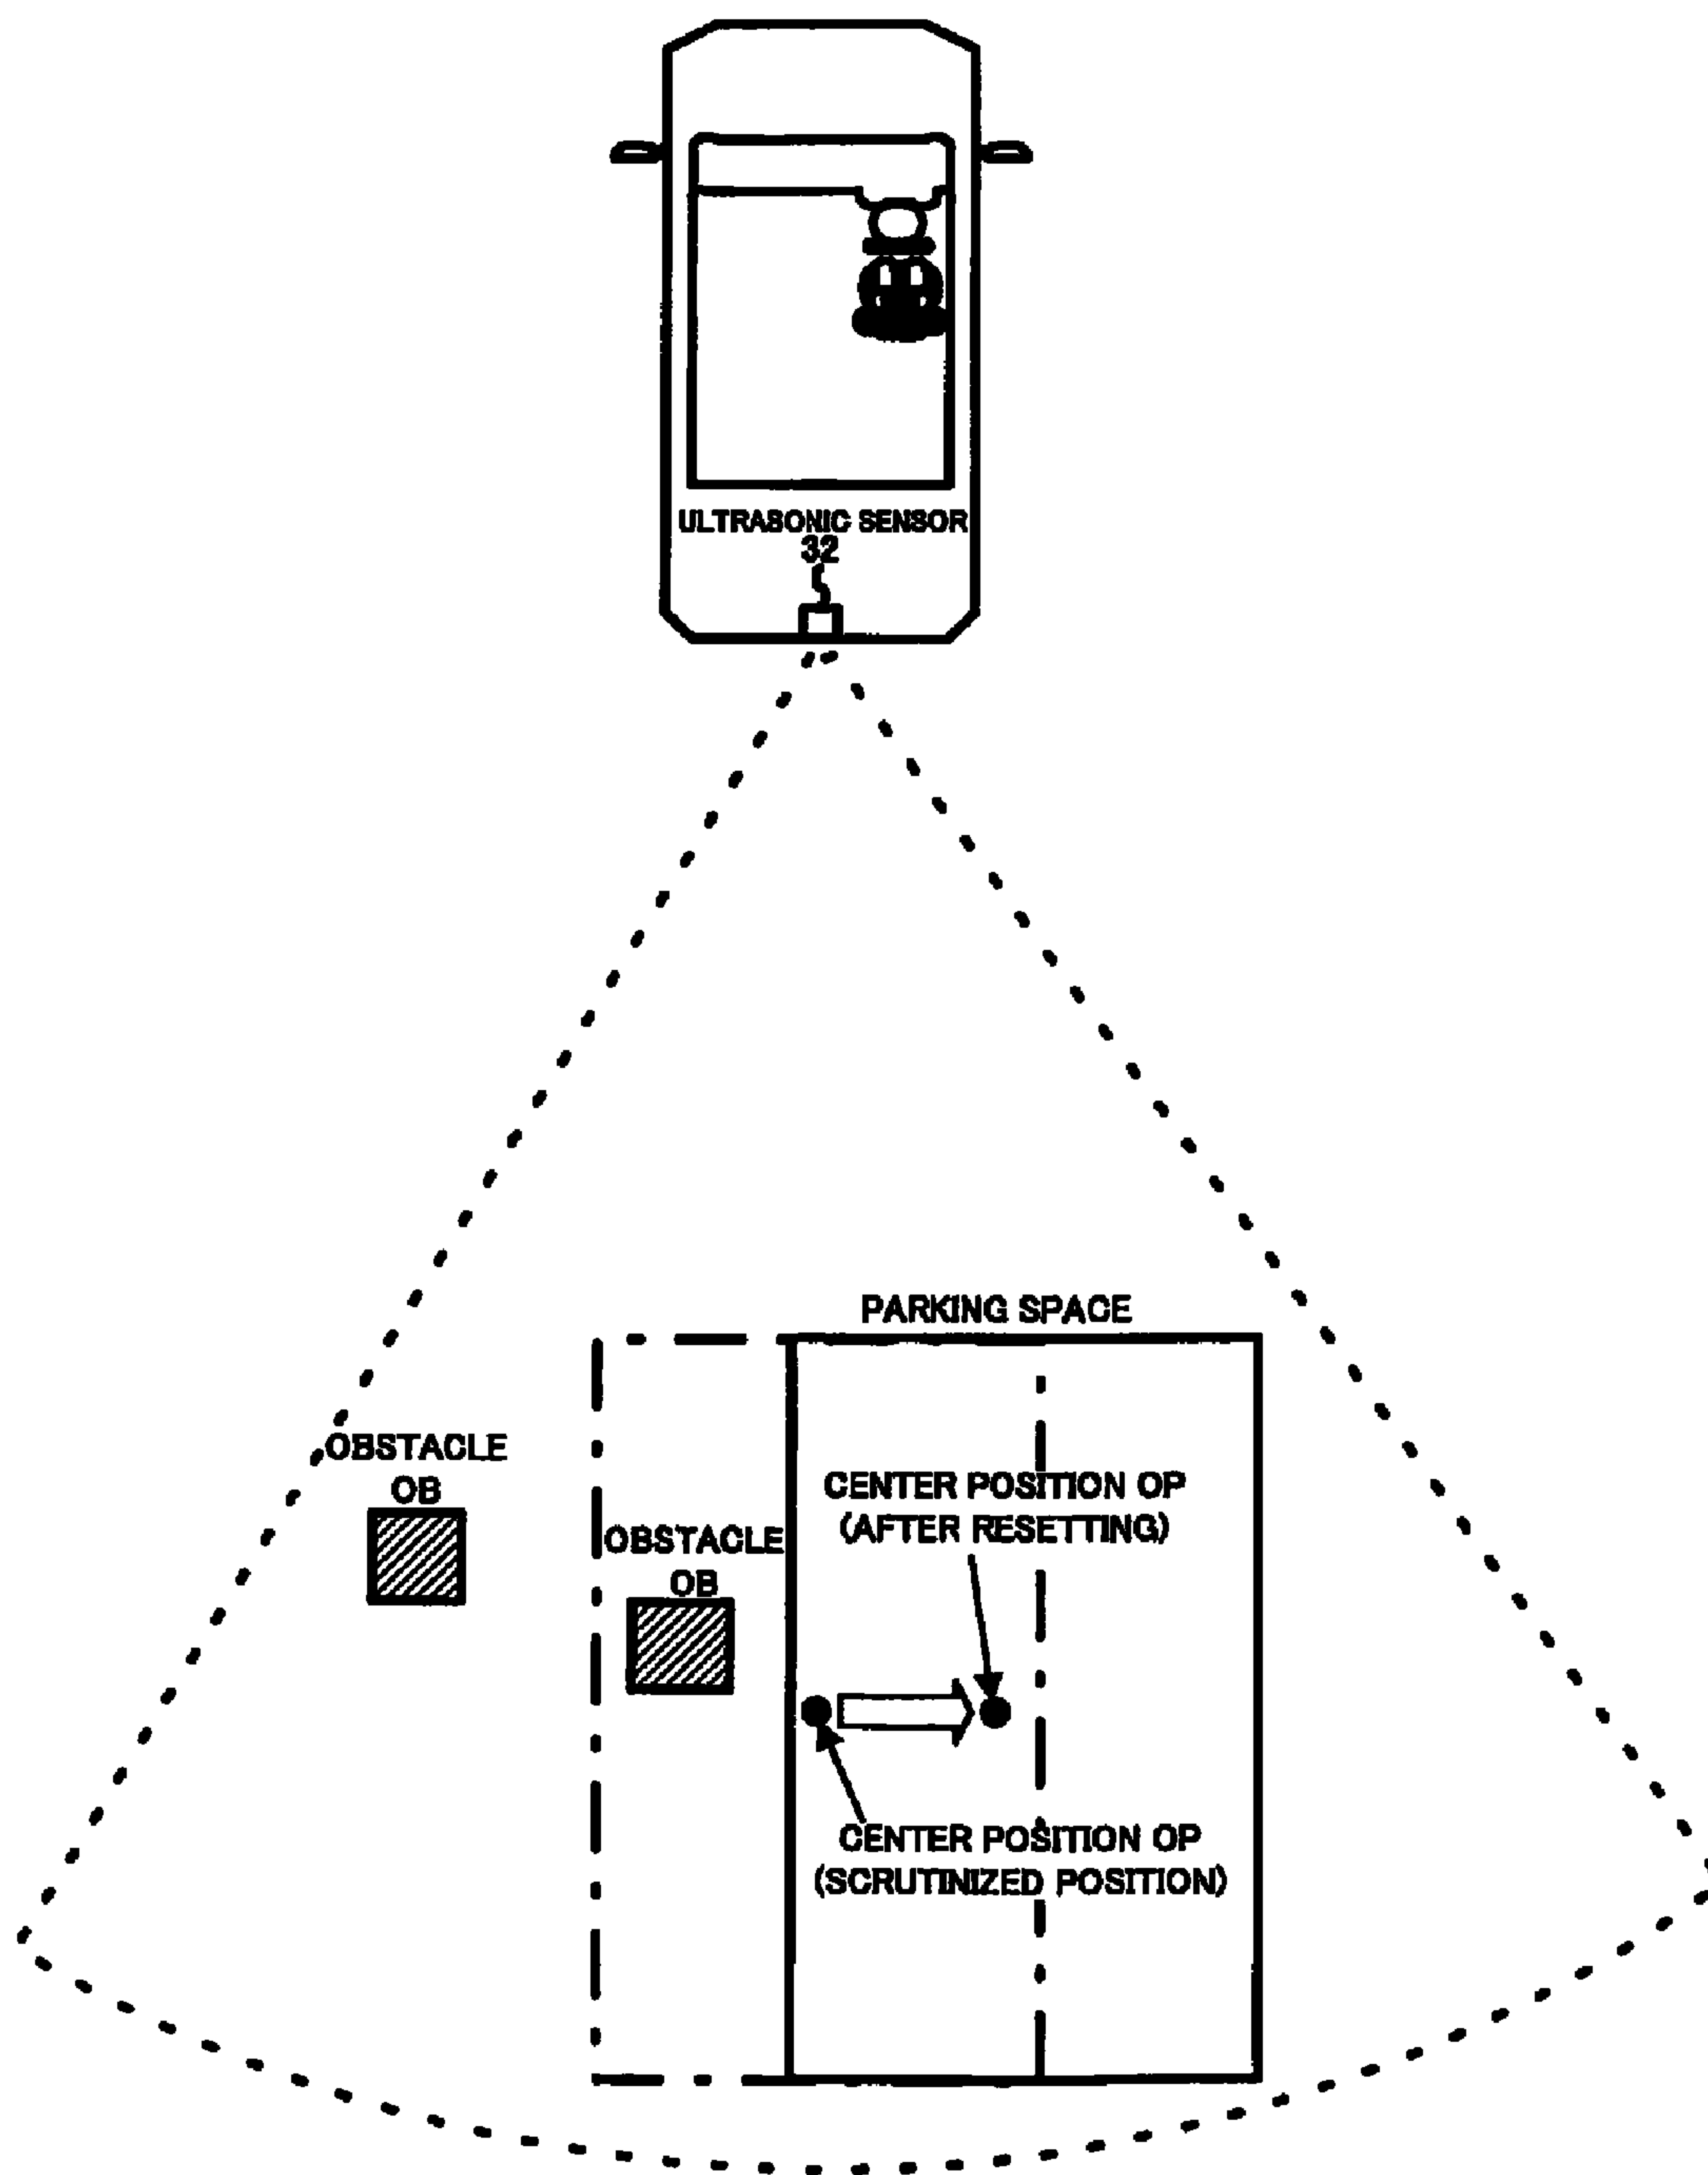 ULTRASONIC SENSOR
32
PARKING SPACE
OBSTACLE
OB
OBSTACLE
OB
CENTER POSITION OP
(AFTER RESETTING)
CENTER POSITION OP
(SCRUTINIZED POSITION)